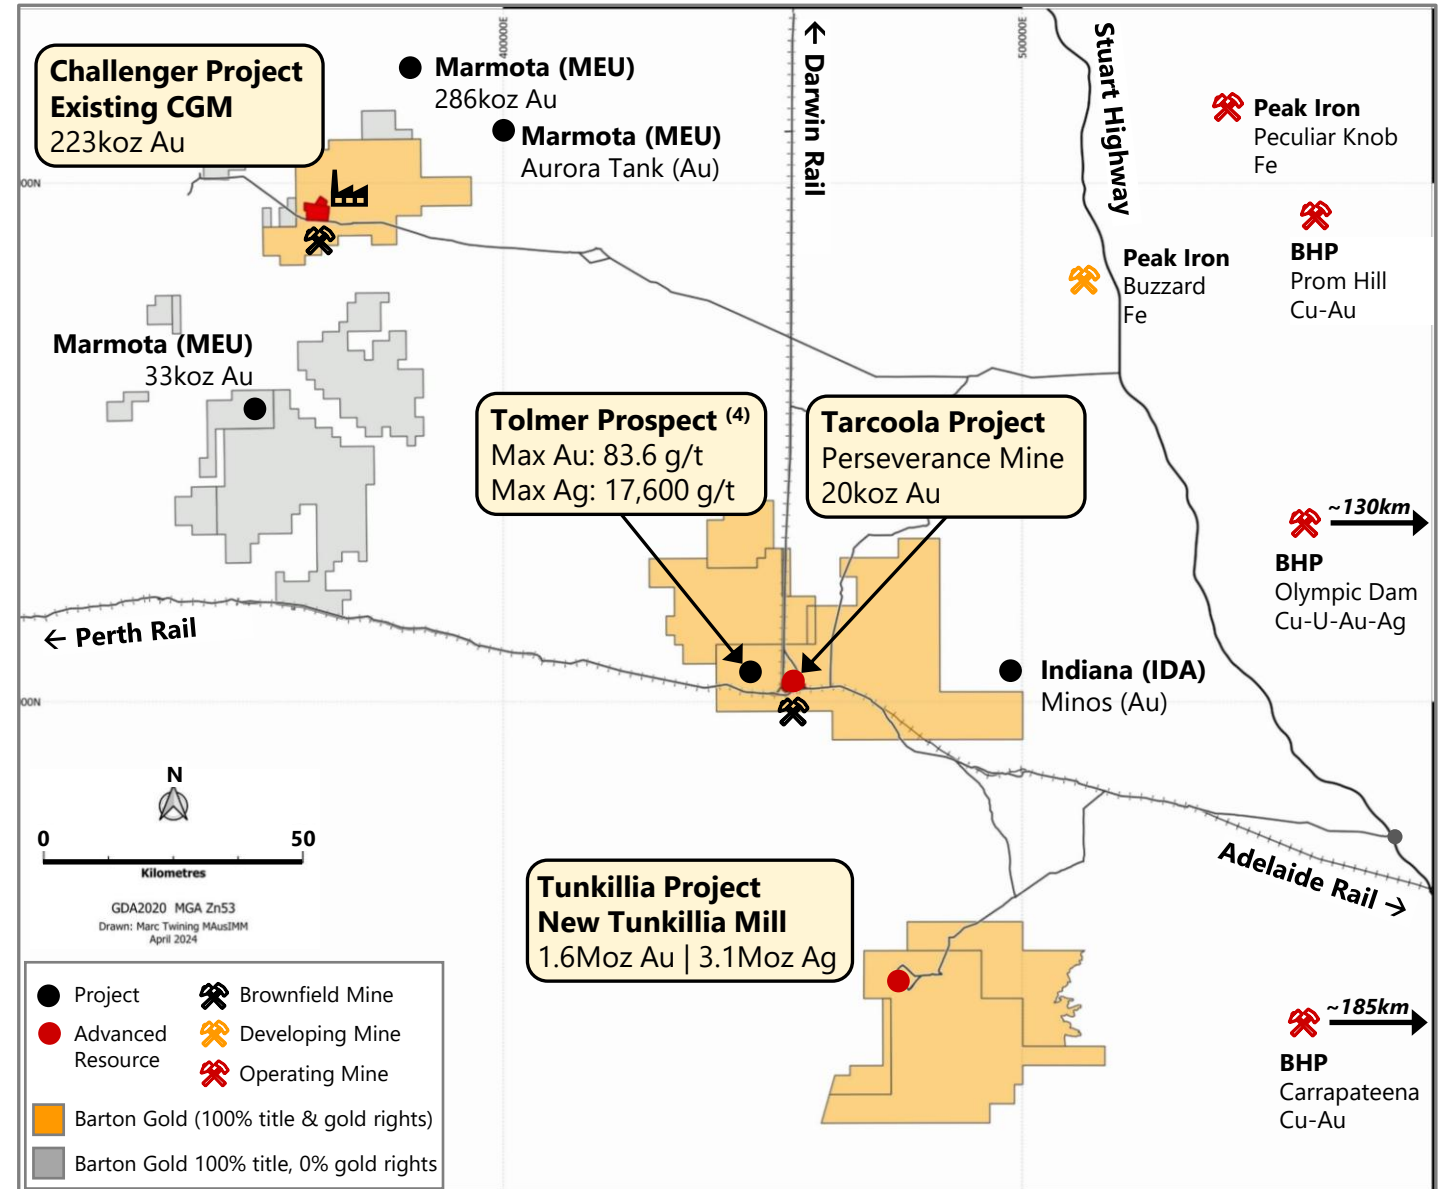 Challenger Project
Existing CGM
223koz Au
Marmota (MEU)
286koz Au
Marmota (MEU)
Aurora Tank (Au)
400000E
← Darwin Rail
500000E
Stuart Highway
Peak Iron
Peculiar Knob
Fe
00N
BHP
Prom Hill
Cu-Au
Peak Iron
Buzzard
Fe
Marmota (MEU)
33koz Au
Tolmer Prospect (4)
Max Au: 83.6 g/t
Max Ag: 17,600 g/t
Tarcoola Project
Perseverance Mine
20koz Au
~130km
BHP
Olympic Dam
Cu-U-Au-Ag
← Perth Rail
Indiana (IDA)
Minos (Au)
00N
N
0 50
Kilometres
GDA2020 MGA Zn53
Drawn: Marc Twining MAusIMM
April 2024
Adelaide Rail →
Tunkillia Project
New Tunkillia Mill
1.6Moz Au | 3.1Moz Ag
~185km
BHP
Carrapateena
Cu-Au
Project
Advanced
Resource
Brownfield Mine
Developing Mine
Operating Mine
Barton Gold (100% title & gold rights)
Barton Gold 100% title, 0% gold rights